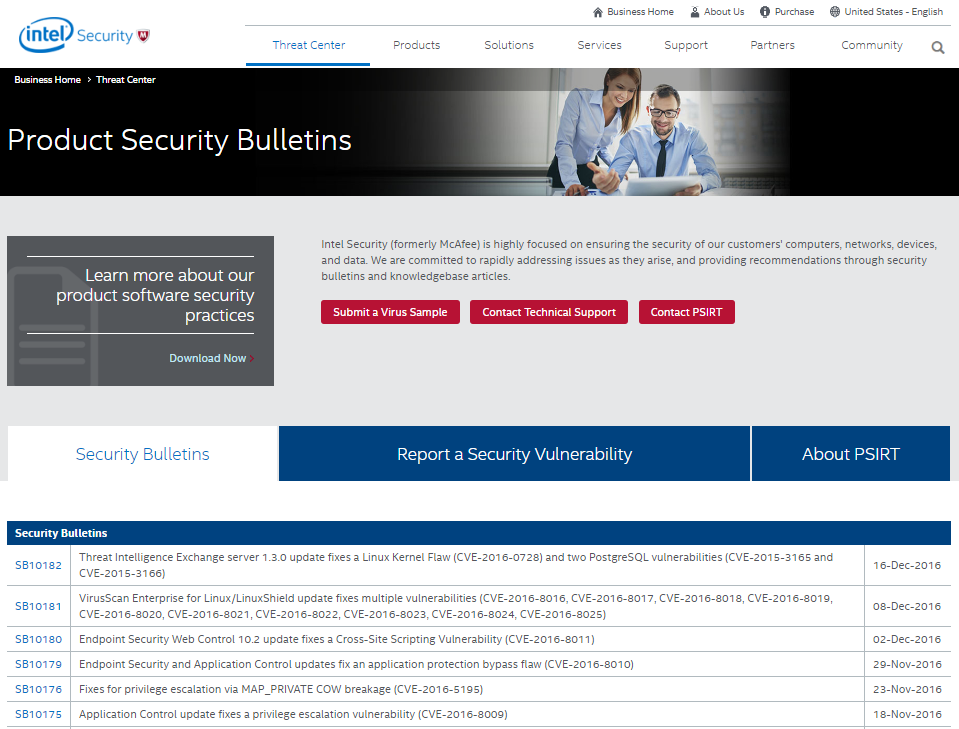 Business Home
About Us
Purchase
United States - English
intel Security
Threat Center
Products
Solutions
Services
Support
Partners
Community
Business Home > Threat Center
Product Security Bulletins
Learn more about our
product software security
practices
Download Now >
Intel Security (formerly McAfee) is highly focused on ensuring the security of our customers' computers, networks, devices,
and data. We are committed to rapidly addressing issues as they arise, and providing recommendations through security
bulletins and knowledgebase articles.
Submit a Virus Sample
Contact Technical Support
Contact PSIRT
Security Bulletins
Report a Security Vulnerability
About PSIRT
Security Bulletins
SB10182
Threat Intelligence Exchange server 1.3.0 update fixes a Linux Kernel Flaw (CVE-2016-0728) and two PostgreSQL vulnerabilities (CVE-2015-3165 and
CVE-2015-3166)
16-Dec-2016
SB10181
VirusScan Enterprise for Linux/LinuxShield update fixes multiple vulnerabilities (CVE-2016-8016, CVE-2016-8017, CVE-2016-8018, CVE-2016-8019,
CVE-2016-8020, CVE-2016-8021, CVE-2016-8022, CVE-2016-8023, CVE-2016-8024, CVE-2016-8025)
08-Dec-2016
SB10180
Endpoint Security Web Control 10.2 update fixes a Cross-Site Scripting Vulnerability (CVE-2016-8011)
02-Dec-2016
SB10179
Endpoint Security and Application Control updates fix an application protection bypass flaw (CVE-2016-8010)
29-Nov-2016
SB10176
Fixes for privilege escalation via MAP_PRIVATE COW breakage (CVE-2016-5195)
23-Nov-2016
SB10175
Application Control update fixes a privilege escalation vulnerability (CVE-2016-8009)
18-Nov-2016